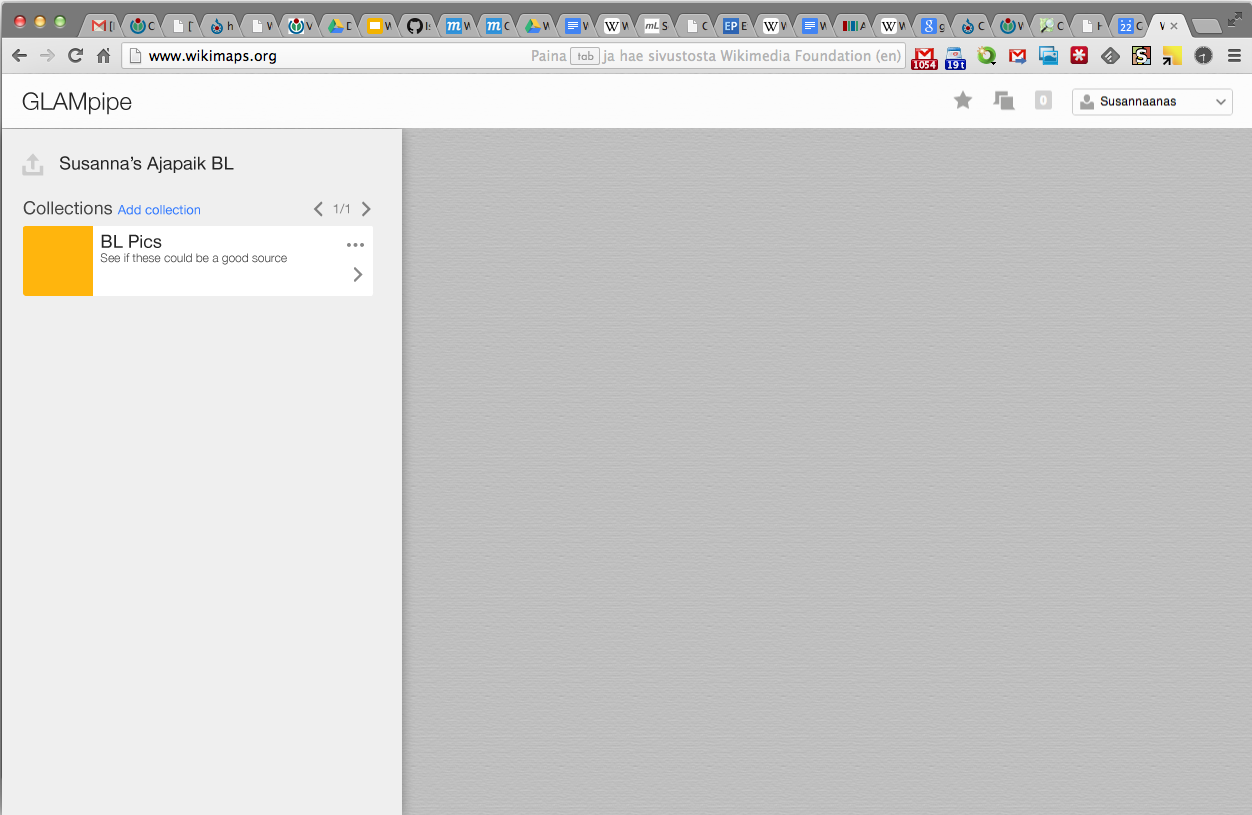 www.wikimaps.org Paina tab ja hae sivustosta Wikimedia Foundation (en) 1054 19t
GLAMpipe 0 Susannaanas
Susanna's Ajapaik BL
Collections Add collection 1/1
BL Pics
See if these could be a good source